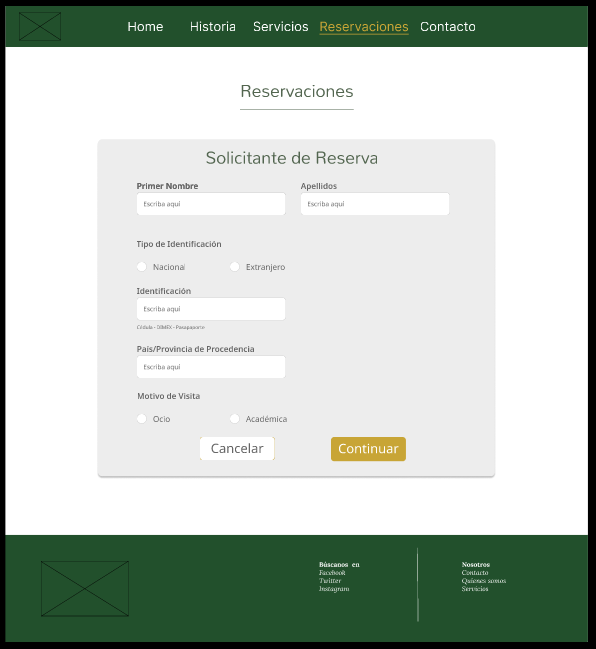 Home Historia Servicios Reservaciones Contacto
Reservaciones
Solicitante de Reserva
Primer Nombre Apellidos
Escriba aquí Escriba aquí
Tipo de Identificación
Nacional Extranjero
Identificación
Escriba aquí
Cédula - DIMEX - Pasapaporte
País/Provincia de Procedencia
Escriba aquí
Motivo de Visita
Ocio Académica
Cancelar Continuar
Búscanos en Nosotros
Facebook Contacto
Twitter Quienes somos
Instagram Servicios